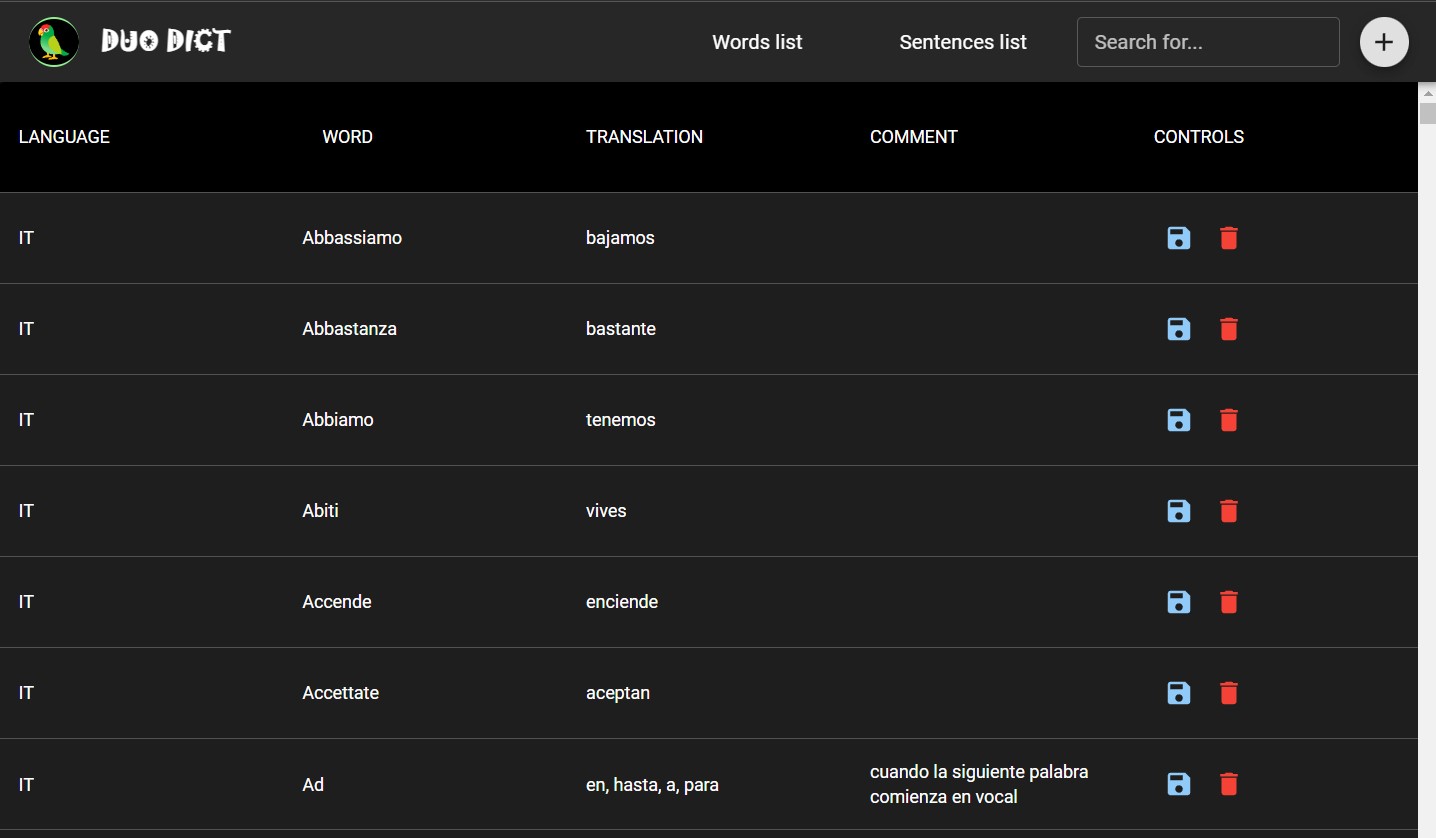 DUO DICT Words list Sentences list Search for...
LANGUAGE WORD TRANSLATION COMMENT CONTROLS
IT Abbassiamo bajamos
IT Abbastanza bastante
IT Abbiamo tenemos
IT Abiti vives
IT Accende enciende
IT Accettate aceptan
IT Ad en, hasta, a, para cuando la siguiente palabra
comienza en vocal